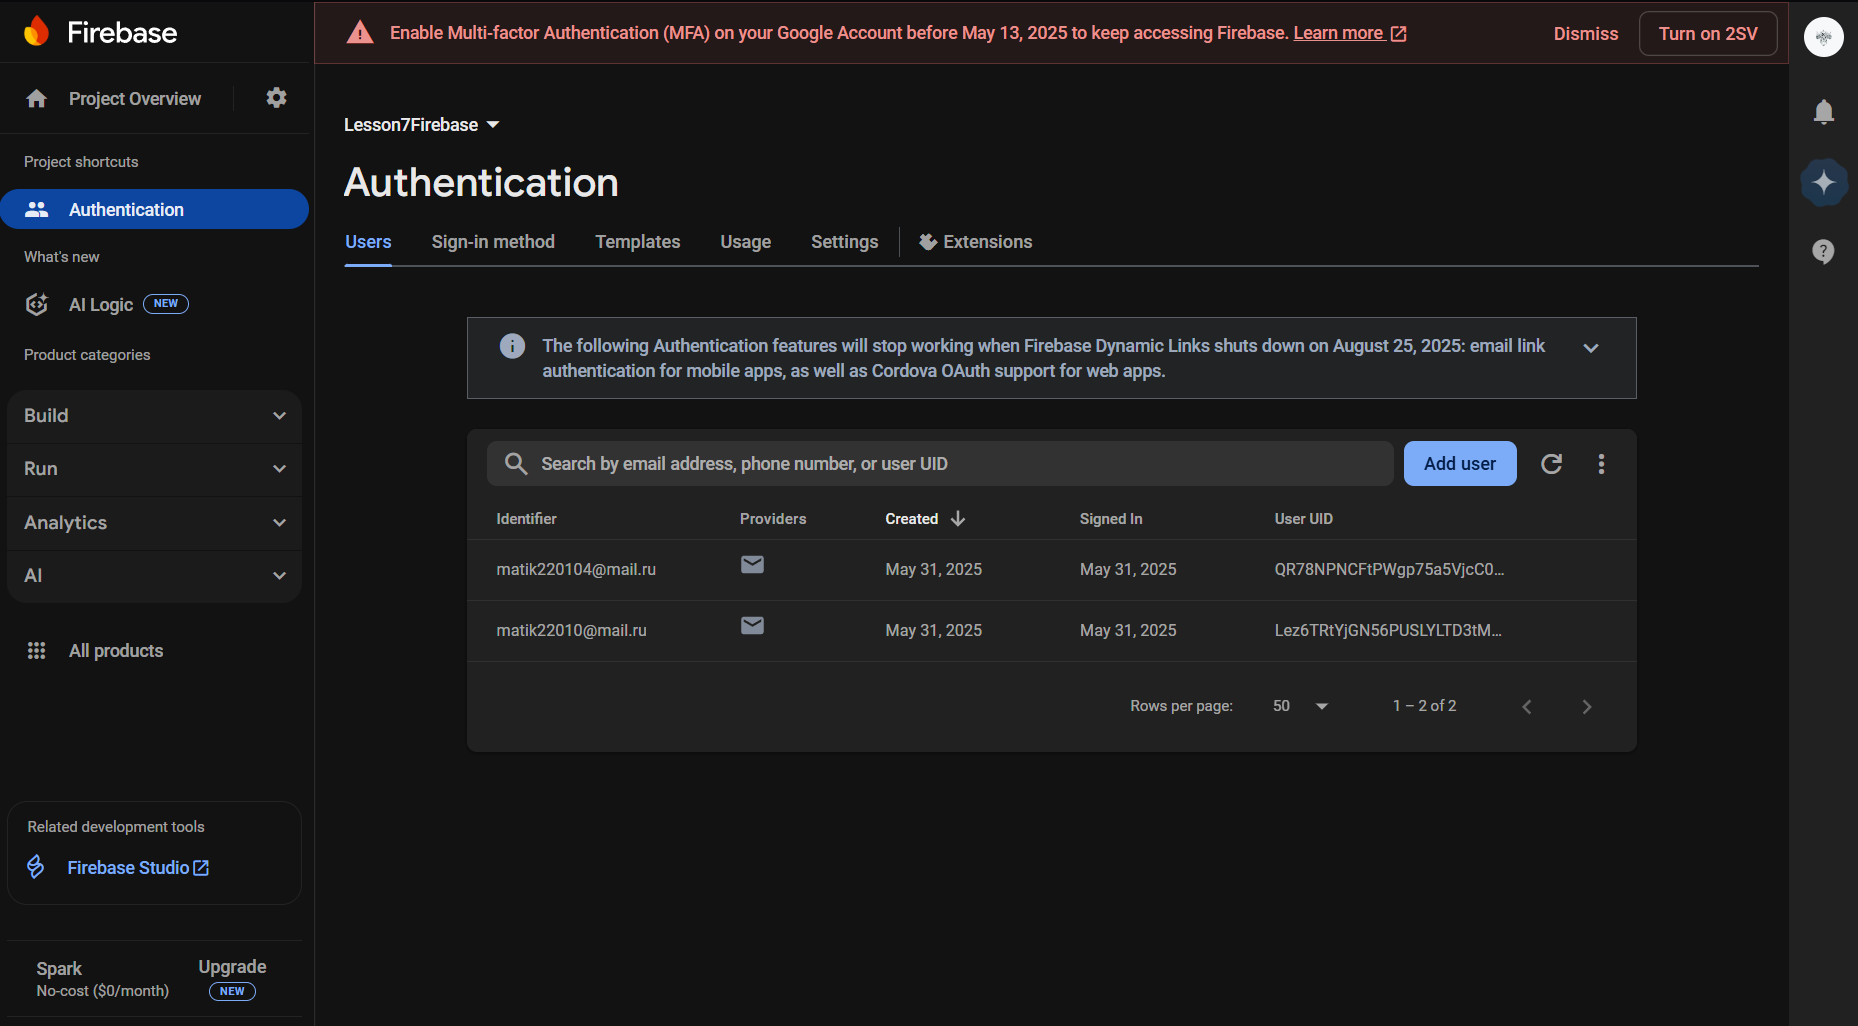 Firebase
Enable Multi-factor Authentication (MFA) on your Google Account before May 13, 2025 to keep accessing Firebase. Learn more
Dismiss
Turn on 2SV
Project Overview
Project shortcuts
Authentication
What's new
AI Logic NEW
Product categories
Build
Run
Analytics
AI
All products
Related development tools
Firebase Studio
Spark
No-cost ($0/month)
Upgrade
NEW
Lesson7Firebase
Authentication
Users Sign-in method Templates Usage Settings Extensions
The following Authentication features will stop working when Firebase Dynamic Links shuts down on August 25, 2025: email link
authentication for mobile apps, as well as Cordova OAuth support for web apps.
Search by email address, phone number, or user UID
Add user
Identifier Providers Created Signed In User UID
matik220104@mail.ru May 31, 2025 May 31, 2025 QR78NPNCFtPWgp75a5VjcC0...
matik22010@mail.ru May 31, 2025 May 31, 2025 Lez6TRtYjGN56PUSLYLTD3tM...
Rows per page: 50 1 – 2 of 2